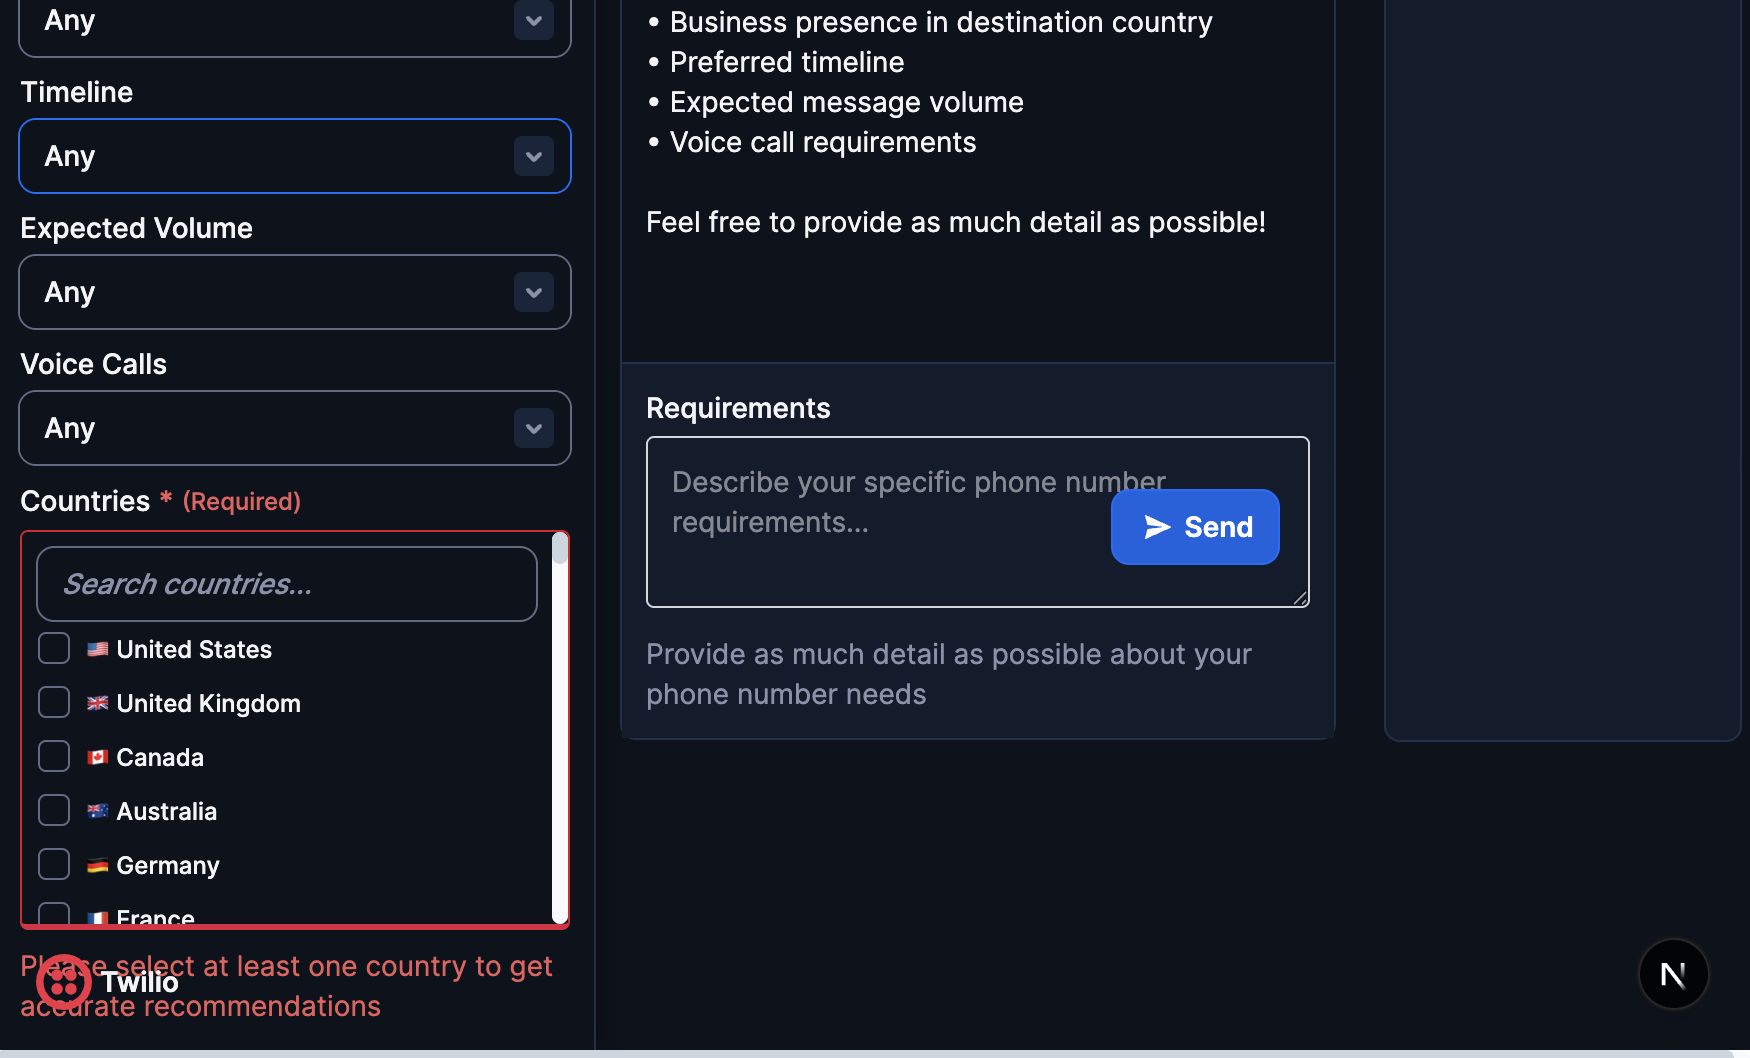 Any
Timeline
Any
Expected Volume
Any
Voice Calls
Any
Countries * (Required)
Search countries...
United States
United Kingdom
Canada
Australia
Germany
France
Please select at least one country to get
accurate recommendations
Twilio
• Business presence in destination country
• Preferred timeline
• Expected message volume
• Voice call requirements
Feel free to provide as much detail as possible!
Requirements
Describe your specific phone number
requirements...
Send
Provide as much detail as possible about your
phone number needs
N